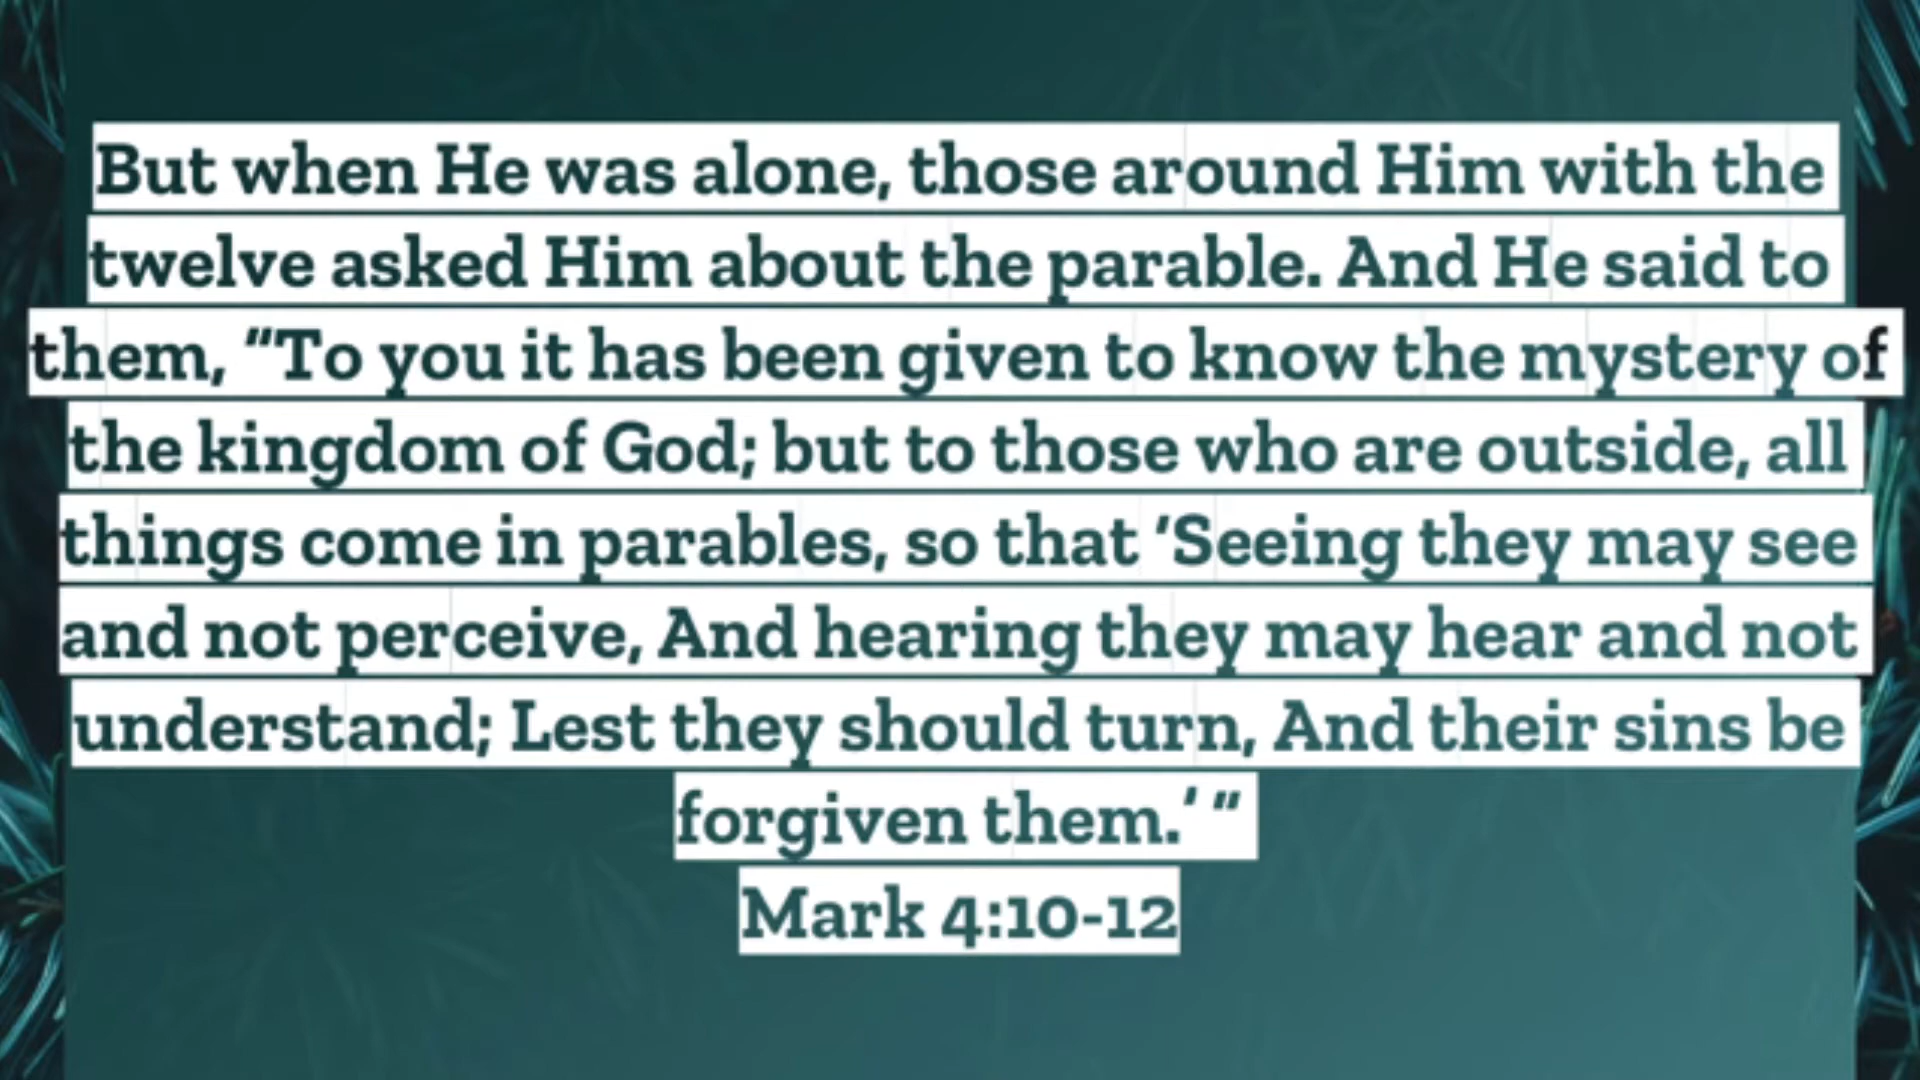 But when He was alone, those around Him with the
twelve asked Him about the parable. And He said to
them, “To you it has been given to know the mystery of
the kingdom of God; but to those who are outside, all
things come in parables, so that ‘Seeing they may see
and not perceive, And hearing they may hear and not
understand; Lest they should turn, And their sins be
forgiven them.’ ”
Mark 4:10-12